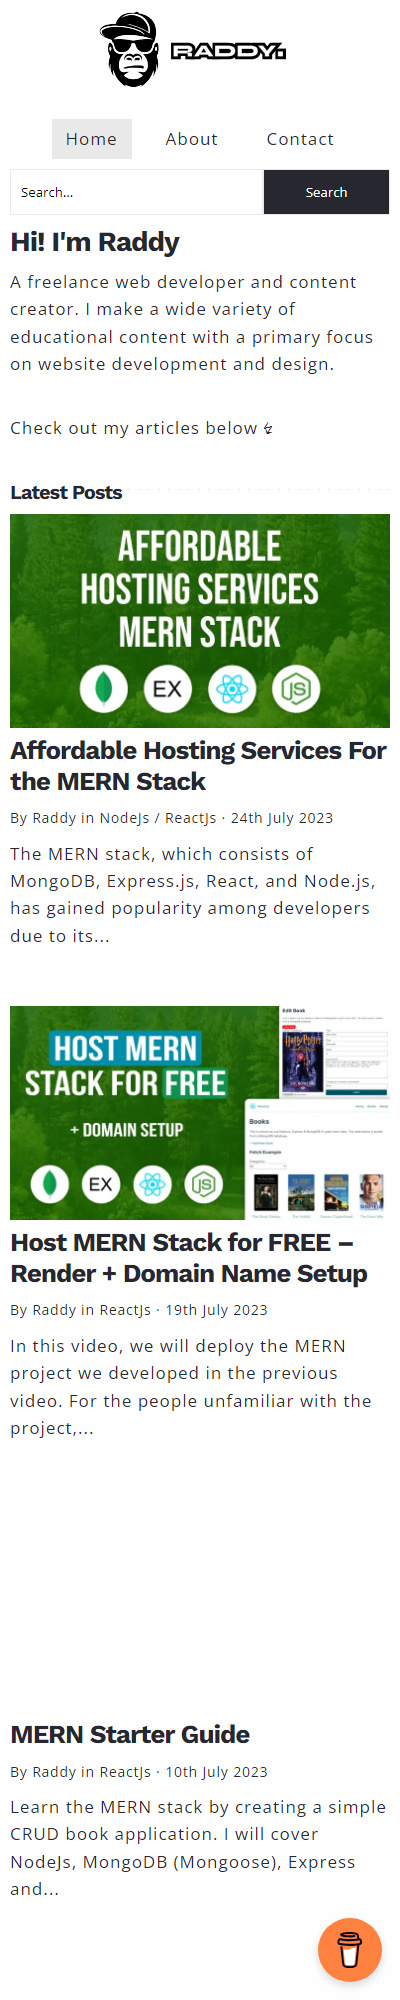 RADDY.
Home About Contact
Search... Search
Hi! I'm Raddy
A freelance web developer and content
creator. I make a wide variety of
educational content with a primary focus
on website development and design.
Check out my articles below ↯
Latest Posts
AFFORDABLE
HOSTING SERVICES
MERN STACK
EX JS
Affordable Hosting Services For
the MERN Stack
By Raddy in NodeJs / ReactJs · 24th July 2023
The MERN stack, which consists of
MongoDB, Express.js, React, and Node.js,
has gained popularity among developers
due to its...
HOST MERN
STACK FOR FREE
+ DOMAIN SETUP
EX JS
Edit Book
Harry Potter
Books
Fetch Example
Host MERN Stack for FREE –
Render + Domain Name Setup
By Raddy in ReactJs · 19th July 2023
In this video, we will deploy the MERN
project we developed in the previous
video. For the people unfamiliar with the
project,...
MERN Starter Guide
By Raddy in ReactJs · 10th July 2023
Learn the MERN stack by creating a simple
CRUD book application. I will cover
NodeJs, MongoDB (Mongoose), Express
and...